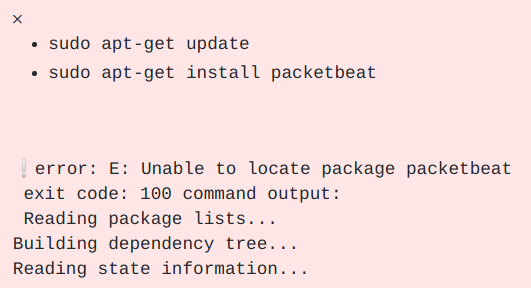 ×
• sudo apt-get update
• sudo apt-get install packetbeat
❕error: E: Unable to locate package packetbeat
exit code: 100 command output:
Reading package lists...
Building dependency tree...
Reading state information...